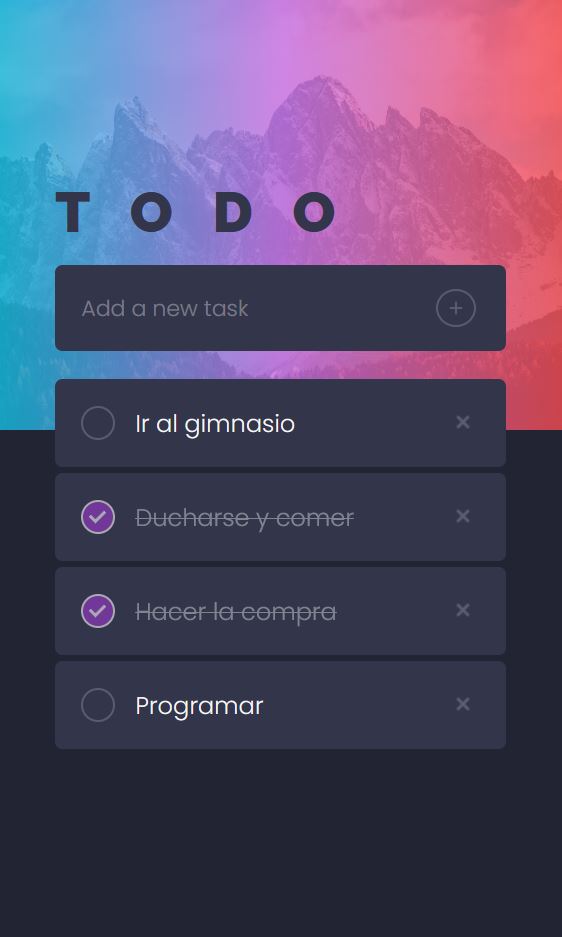 T O D O
Add a new task
Ir al gimnasio
Ducharse y comer
Hacer la compra
Programar